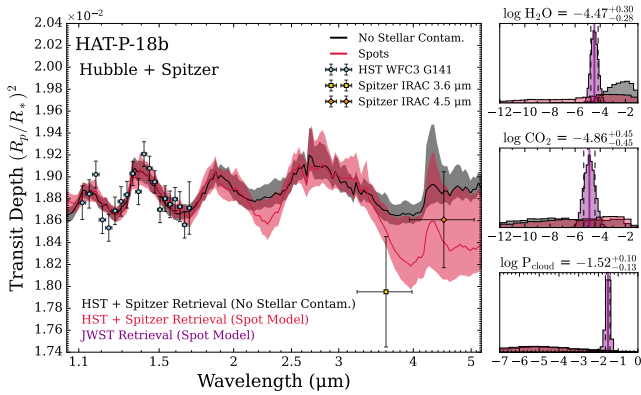 ×10⁻²
2.04
2.02
2.00
1.98
1.96
1.94
1.92
1.90
1.88
1.86
1.84
1.82
1.80
1.78
1.76
1.74
Transit Depth (Rₚ/R*)²
HAT-P-18b
Hubble + Spitzer
No Stellar Contam.
Spots
HST WFC3 G141
Spitzer IRAC 3.6 μm
Spitzer IRAC 4.5 μm
HST + Spitzer Retrieval (No Stellar Contam.)
HST + Spitzer Retrieval (Spot Model)
JWST Retrieval (Spot Model)
1.1 1.5 2 2.5 3 4 5
Wavelength (μm)
log H₂O = −4.47 +0.30 −0.28
−12 −10 −8 −6 −4 −2 0
log CO₂ = −4.86 +0.45 −0.45
−12 −10 −8 −6 −4 −2 0
log P_cloud = −1.52 +0.10 −0.13
−7 −6 −5 −4 −3 −2 −1 0